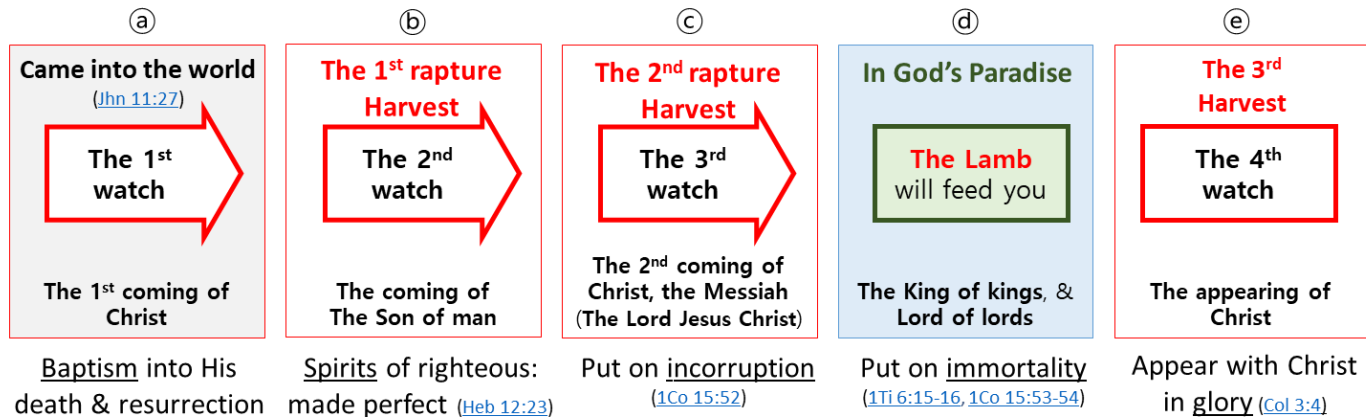 ⓐ
Came into the world
(Jhn 11:27)
The 1st
watch
The 1st coming of
Christ
Baptism into His
death & resurrection
ⓑ
The 1st rapture
Harvest
The 2nd
watch
The coming of
The Son of man
Spirits of righteous:
made perfect (Heb 12:23)
ⓒ
The 2nd rapture
Harvest
The 3rd
watch
The 2nd coming of
Christ, the Messiah
(The Lord Jesus Christ)
Put on incorruption
(1Co 15:52)
ⓓ
In God's Paradise
The Lamb
will feed you
The King of kings, &
Lord of lords
Put on immortality
(1Ti 6:15-16, 1Co 15:53-54)
ⓔ
The 3rd
Harvest
The 4th
watch
The appearing of
Christ
Appear with Christ
in glory (Col 3:4)